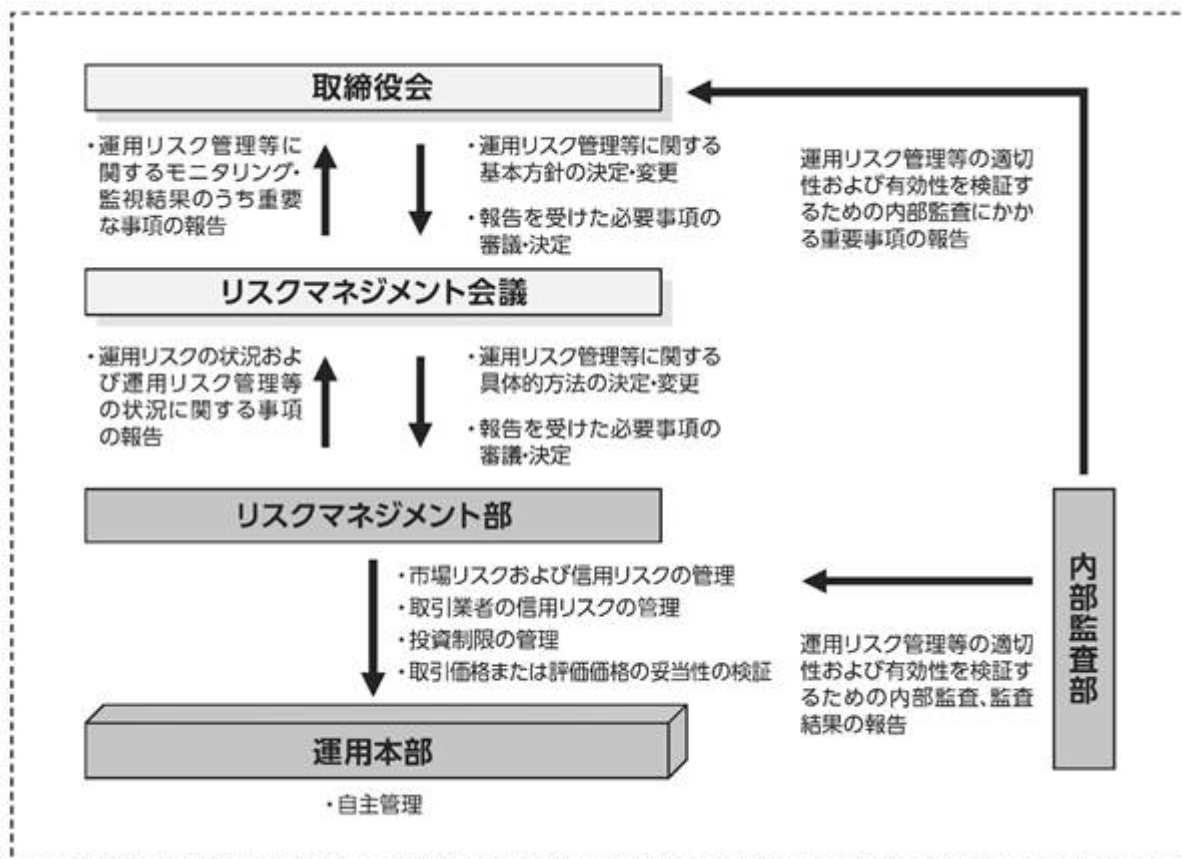 取締役会
・運用リスク管理等に
関するモニタリング・
監視結果のうち重要
な事項の報告
・運用リスク管理等に関する
基本方針の決定・変更
・報告を受けた必要事項の
審議・決定
運用リスク管理等の適切
性および有効性を検証す
るための内部監査にかか
る重要事項の報告
リスクマネジメント会議
・運用リスクの状況およ
び運用リスク管理等
の状況に関する事項
の報告
・運用リスク管理等に関する
具体的方法の決定・変更
・報告を受けた必要事項の
審議・決定
リスクマネジメント部
・市場リスクおよび信用リスクの管理
・取引業者の信用リスクの管理
・投資制限の管理
・取引価格または評価価格の妥当性の検証
内部監査部
運用リスク管理等の適切
性および有効性を検証す
るための内部監査、監査
結果の報告
運用本部
・自主管理